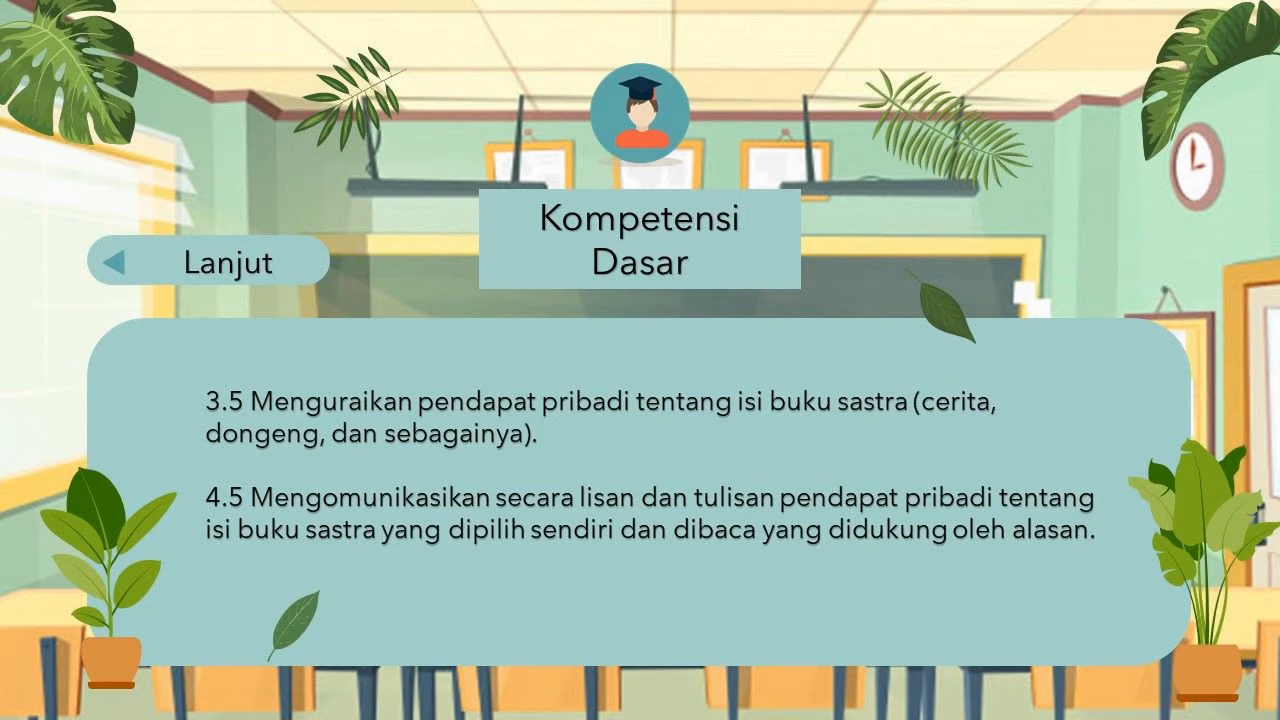 Kompetensi
Dasar
Lanjut
3.5 Menguraikan pendapat pribadi tentang isi buku sastra (cerita,
dongeng, dan sebagainya).
4.5 Mengomunikasikan secara lisan dan tulisan pendapat pribadi tentang
isi buku sastra yang dipilih sendiri dan dibaca yang didukung oleh alasan.